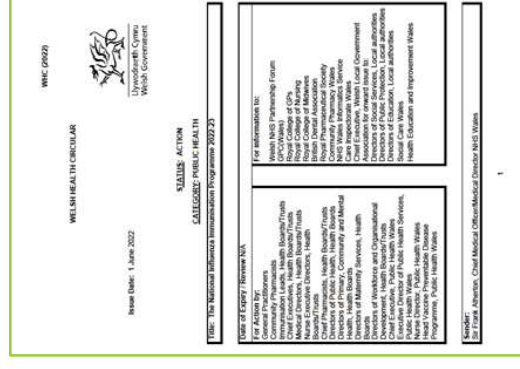 WHC (2022)
WELSH HEALTH CIRCULAR
Llywodraeth Cymru
Welsh Government
Issue Date: 1 June 2022
STATUS: ACTION
CATEGORY: PUBLIC HEALTH
Title: The National Influenza Immunisation Programme 2022-23
Date of Expiry / Review N/A
For Action by:
General Practitioners
Community Pharmacists
Immunisation Leads, Health Boards/Trusts
Chief Executives, Health Boards/Trusts
Medical Directors, Health Boards/Trusts
Nurse Executive Directors, Health
Boards/Trusts
Chief Pharmacists, Health Boards/Trusts
Directors of Public Health, Health Boards
Directors of Primary, Community and Mental
Health, Health Boards
Directors of Maternity Services, Health
Boards
Directors of Workforce and Organisational
Development, Health Boards/Trusts
Chief Executive, Public Health Wales
Executive Director of Public Health Services,
Public Health Wales
Nurse Director, Public Health Wales
Head Vaccine Preventable Disease
Programme, Public Health Wales
For information to:
Welsh NHS Partnership Forum
GPC(Wales)
Royal College of GPs
Royal College of Nursing
Royal College of Midwives
British Dental Association
Royal Pharmaceutical Society
Community Pharmacy Wales
NHS Wales Informatics Service
Care Inspectorate Wales
Chief Executive, Welsh Local Government
Association for onward issue to:
Directors of Social Services, Local authorities
Directors of Public Protection, Local authorities
Directors of Education, Local authorities
Social Care Wales
Health Education and Improvement Wales
Sender:
Sir Frank Atherton, Chief Medical Officer/Medical Director NHS Wales
1